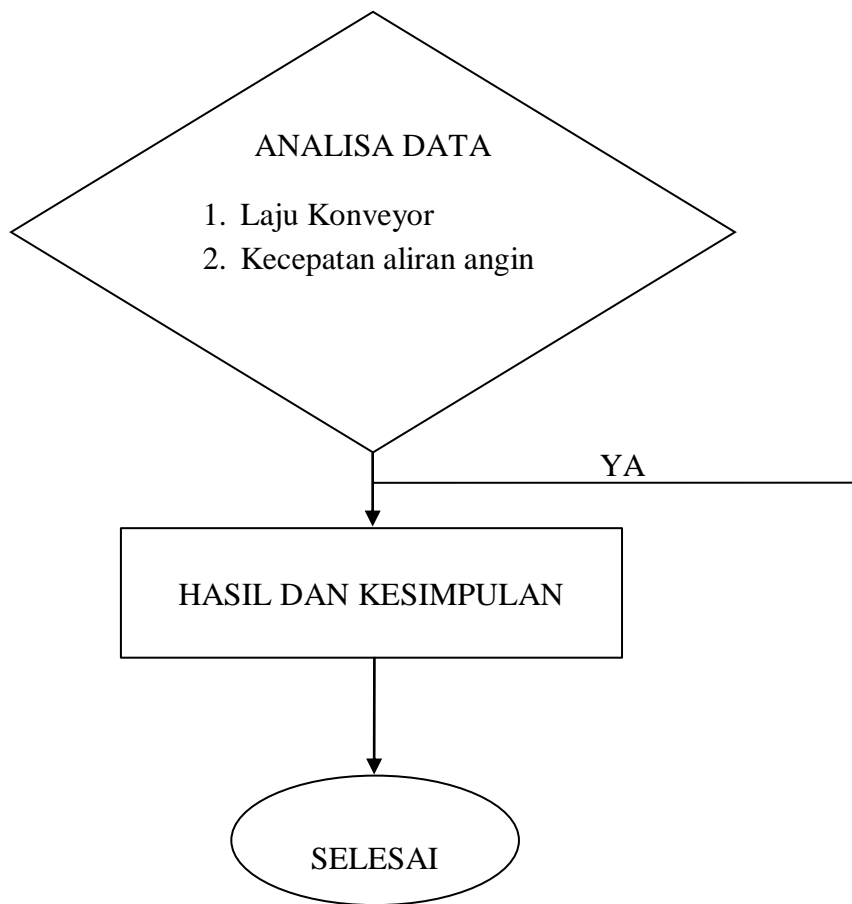 ANALISA DATA
1. Laju Konveyor
2. Kecepatan aliran angin
YA
HASIL DAN KESIMPULAN
SELESAI